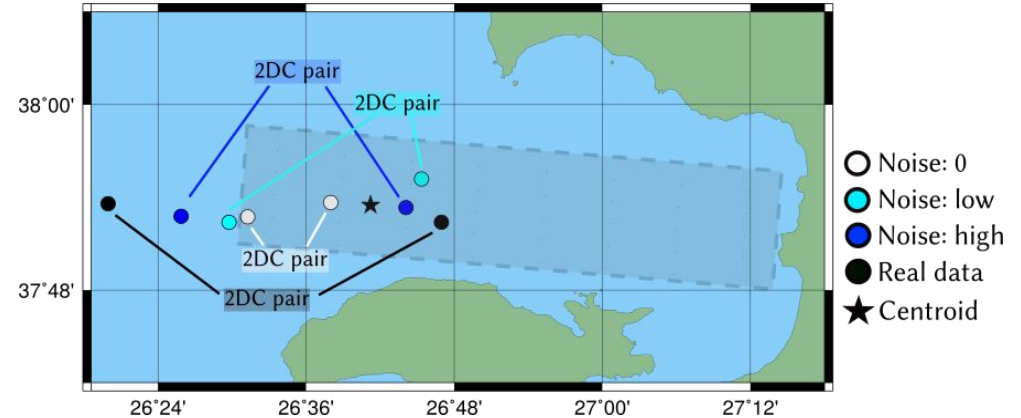 2DC pair
2DC pair
38°00'
Noise: 0
Noise: low
Noise: high
2DC pair
Real data
37°48'
2DC pair
Centroid
26°24'
26°36'
26°48'
27°00'
27°12'